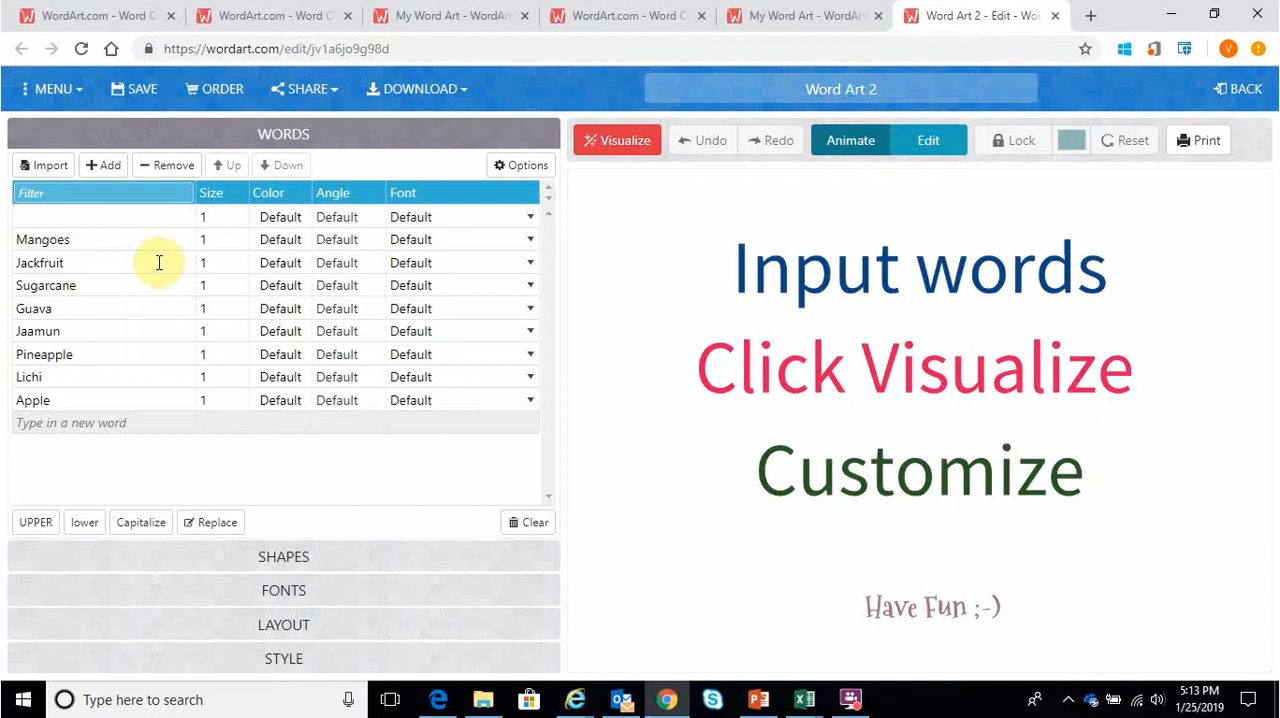 WordArt.com - Word C
WordArt.com - Word C
My Word Art - WordAr
WordArt.com - Word C
My Word Art - WordAr
Word Art 2 - Edit - Wo
https://wordart.com/edit/jv1a6jo9g98d
V
MENU SAVE ORDER SHARE DOWNLOAD Word Art 2 BACK
WORDS
Import Add Remove Up Down Options
Visualize Undo Redo Animate Edit Lock Reset Print
Filter Size Color Angle Font
1 Default Default Default
Mangoes 1 Default Default Default
Jackfruit 1 Default Default Default
Sugarcane 1 Default Default Default
Guava 1 Default Default Default
Jaamun 1 Default Default Default
Pineapple 1 Default Default Default
Lichi 1 Default Default Default
Apple 1 Default Default Default
Type in a new word
UPPER lower Capitalize Replace Clear
SHAPES
FONTS
LAYOUT
STYLE
Input words
Click Visualize
Customize
Have Fun ;-)
Type here to search
5:13 PM
1/25/2019